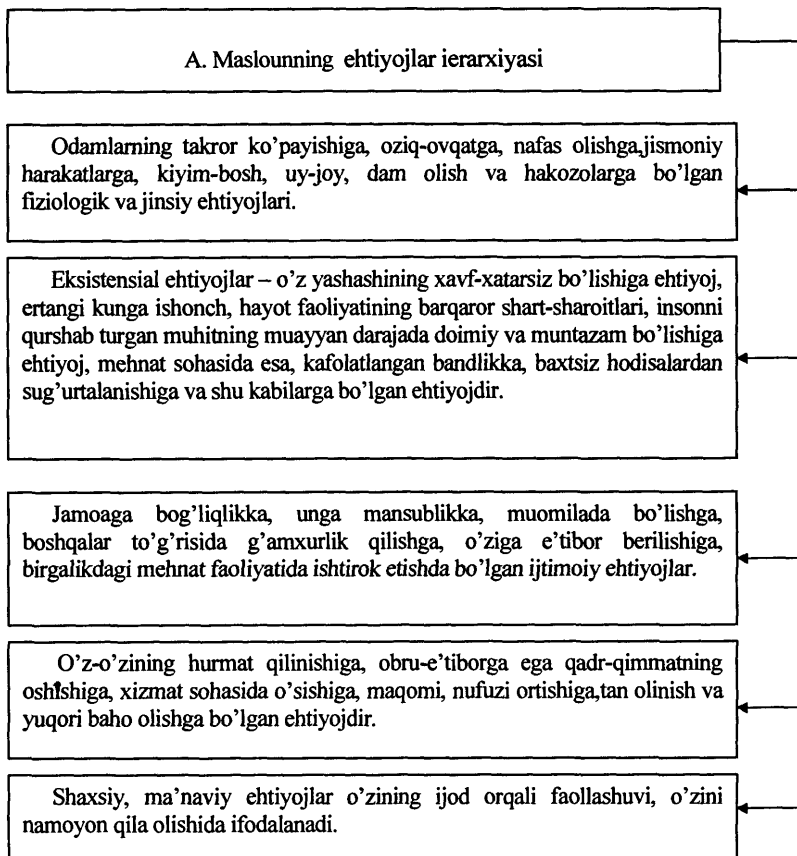 A. Maslounning ehtiyojlar ierarxiyasi
Odamlarning takror ko’payishiga, oziq-ovqatga, nafas olishga,jismoniy
harakatlarga, kiyim-bosh, uy-joy, dam olish va hakozolarga bo’lgan
fiziologik va jinsiy ehtiyojlari.
Eksistensial ehtiyojlar – o’z yashashining xavf-xatarsiz bo’lishiga ehtiyoj,
ertangi kunga ishonch, hayot faoliyatining barqaror shart-sharoitlari, insonni
qurshab turgan muhitning muayyan darajada doimiy va muntazam bo’lishiga
ehtiyoj, mehnat sohasida esa, kafolatlangan bandlikka, baxtsiz hodisalardan
sug’urtalanishiga va shu kabilarga bo’lgan ehtiyojdir.
Jamoaga bog’liqlikka, unga mansublikka, muomilada bo’lishga,
boshqalar to’g’risida g’amxurlik qilishga, o’ziga e’tibor berilishiga,
birgalikdagi mehnat faoliyatida ishtirok etishda bo’lgan ijtimoiy ehtiyojlar.
O’z-o’zining hurmat qilinishiga, obru-e’tiborga ega qadr-qimmatning
oshishiga, xizmat sohasida o’sishiga, maqomi, nufuzi ortishiga,tan olinish va
yuqori baho olishga bo’lgan ehtiyojdir.
Shaxsiy, ma’naviy ehtiyojlar o’zining ijod orqali faollashuvi, o’zini
namoyon qila olishida ifodalanadi.